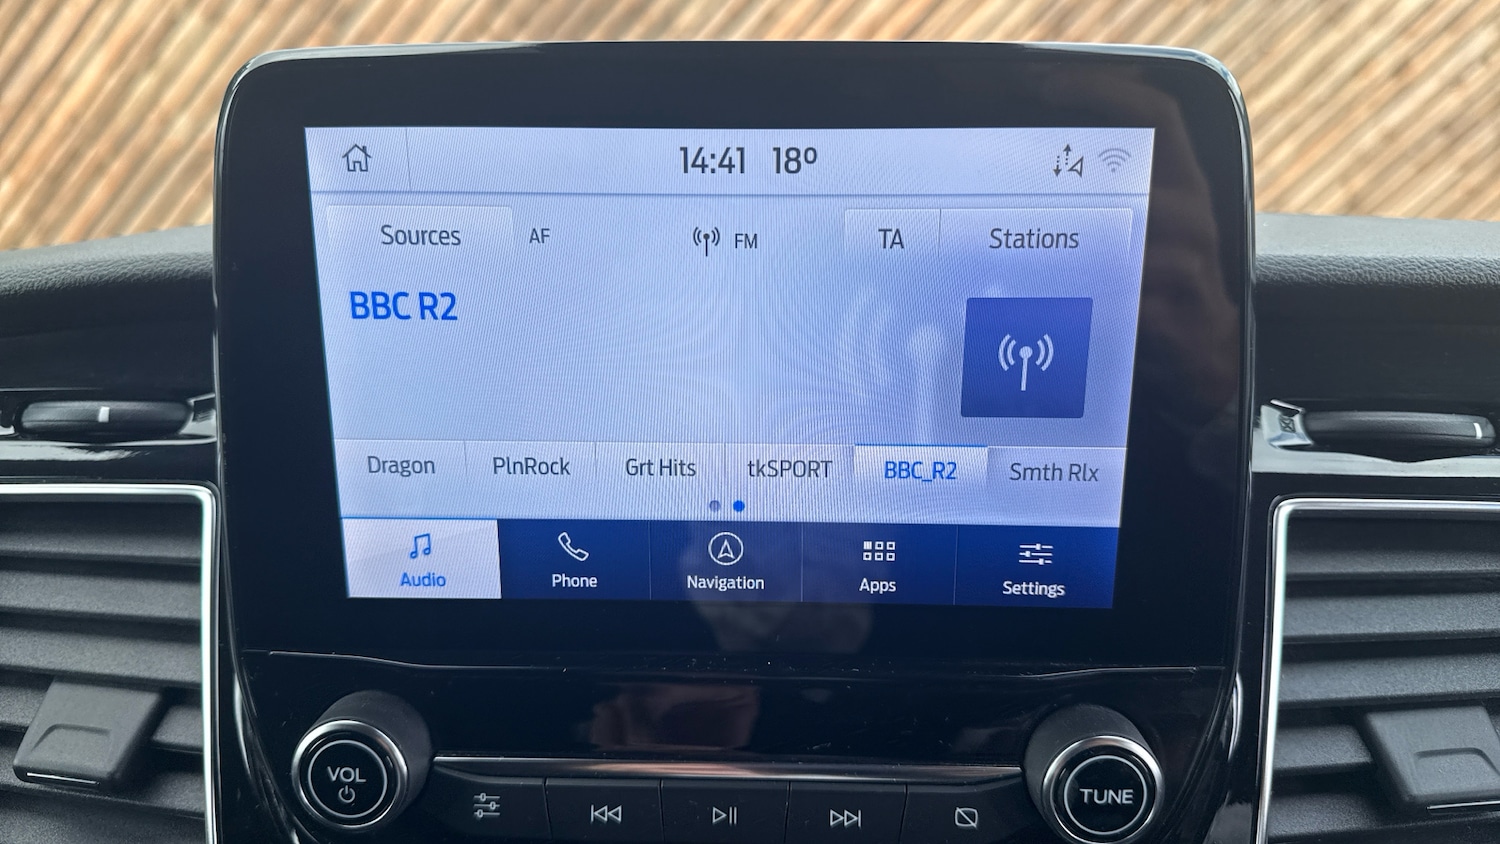 14:41 18º
Sources AF FM TA Stations
BBC R2
Dragon PlnRock Grt Hits tkSPORT BBC_R2 Smth Rlx
Audio Phone Navigation Apps Settings
VOL TUNE